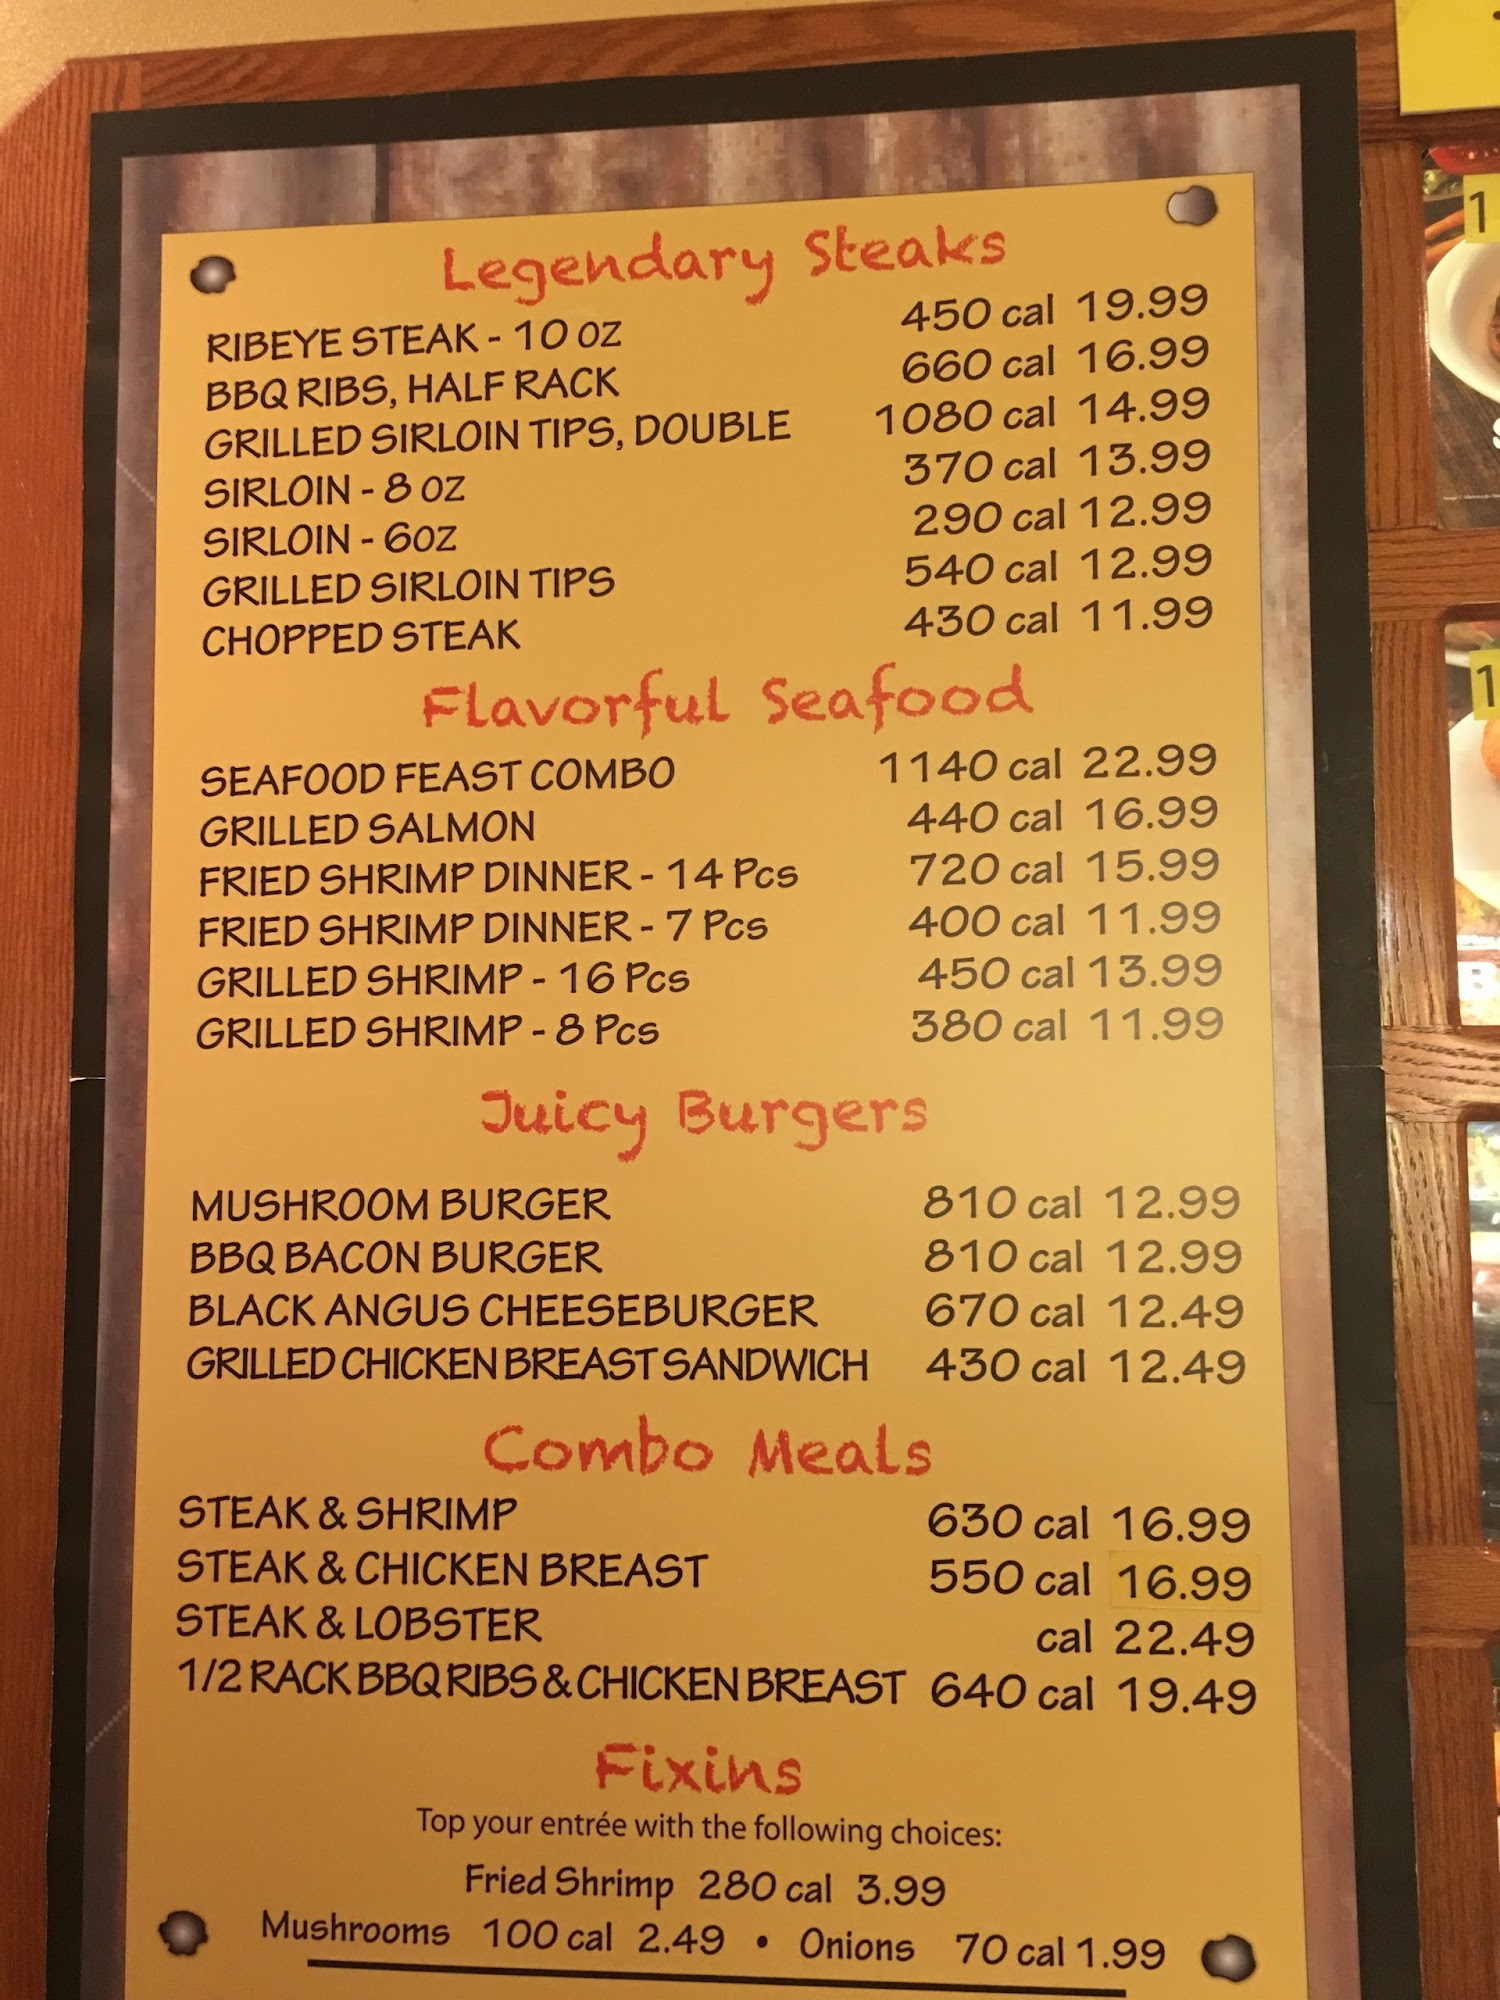 Legendary Steaks
RIBEYE STEAK - 10 OZ 450 cal 19.99
BBQ RIBS, HALF RACK 660 cal 16.99
GRILLED SIRLOIN TIPS, DOUBLE 1080 cal 14.99
SIRLOIN - 8 OZ 370 cal 13.99
SIRLOIN - 6OZ 290 cal 12.99
GRILLED SIRLOIN TIPS 540 cal 12.99
CHOPPED STEAK 430 cal 11.99
Flavorful Seafood
SEAFOOD FEAST COMBO 1140 cal 22.99
GRILLED SALMON 440 cal 16.99
FRIED SHRIMP DINNER - 14 Pcs 720 cal 15.99
FRIED SHRIMP DINNER - 7 Pcs 400 cal 11.99
GRILLED SHRIMP - 16 Pcs 450 cal 13.99
GRILLED SHRIMP - 8 Pcs 380 cal 11.99
Juicy Burgers
MUSHROOM BURGER 810 cal 12.99
BBQ BACON BURGER 810 cal 12.99
BLACK ANGUS CHEESEBURGER 670 cal 12.49
GRILLED CHICKEN BREAST SANDWICH 430 cal 12.49
Combo Meals
STEAK & SHRIMP 630 cal 16.99
STEAK & CHICKEN BREAST 550 cal 16.99
STEAK & LOBSTER cal 22.49
1/2 RACK BBQ RIBS & CHICKEN BREAST 640 cal 19.49
Fixins
Top your entrée with the following choices:
Fried Shrimp 280 cal 3.99
Mushrooms 100 cal 2.49 • Onions 70 cal 1.99